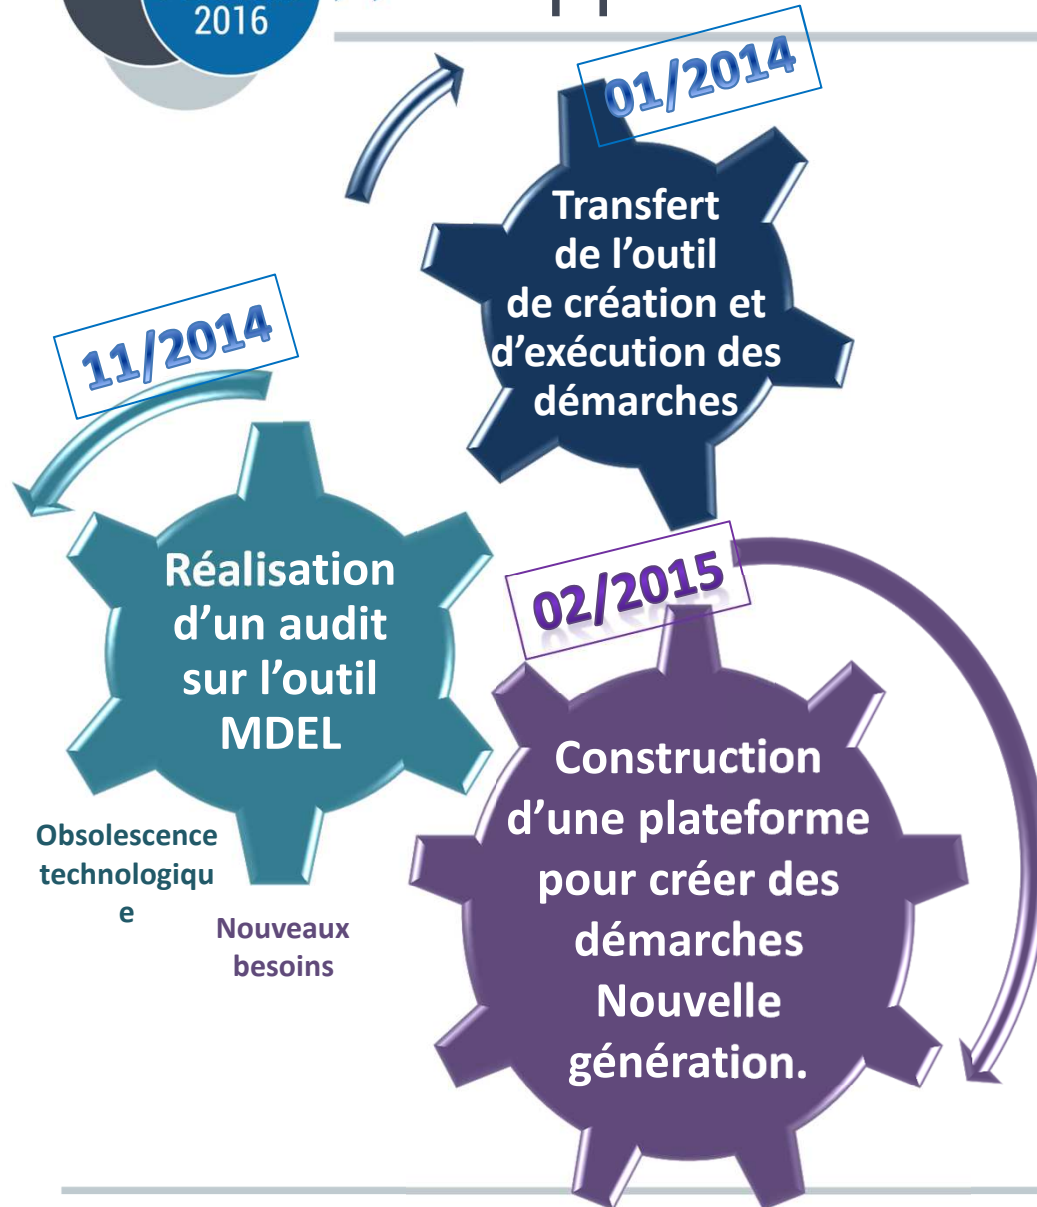 2016
01/2014
Transfert
de l’outil
de création et
d’exécution des
démarches
11/2014
Réalisation
d’un audit
sur l’outil
MDEL
Obsolescence
technologiqu
e
Nouveaux
besoins
02/2015
Construction
d’une plateforme
pour créer des
démarches
Nouvelle
génération.